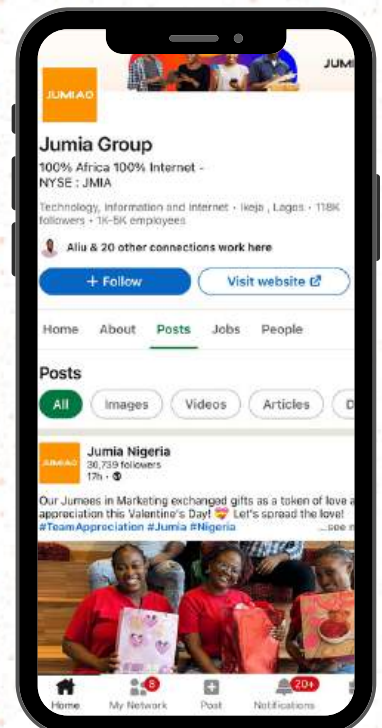 JUMI
JUMIA
Jumia Group
100% Africa 100% Internet -
NYSE : JMIA
Technology, Information and Internet • Ikeja , Lagos • 118K
followers • 1K-5K employees
Aliu & 20 other connections work here
+ Follow
Visit website
Home About Posts Jobs People
Posts
All Images Videos Articles D
JUMIA
Jumia Nigeria
30,739 followers
17h •
Our Jumees in Marketing exchanged gifts as a token of love a
appreciation this Valentine's Day! 💝 Let's spread the love!
#TeamAppreciation #Jumia #Nigeria ...see
8
20+
Home My Network Post Notifications